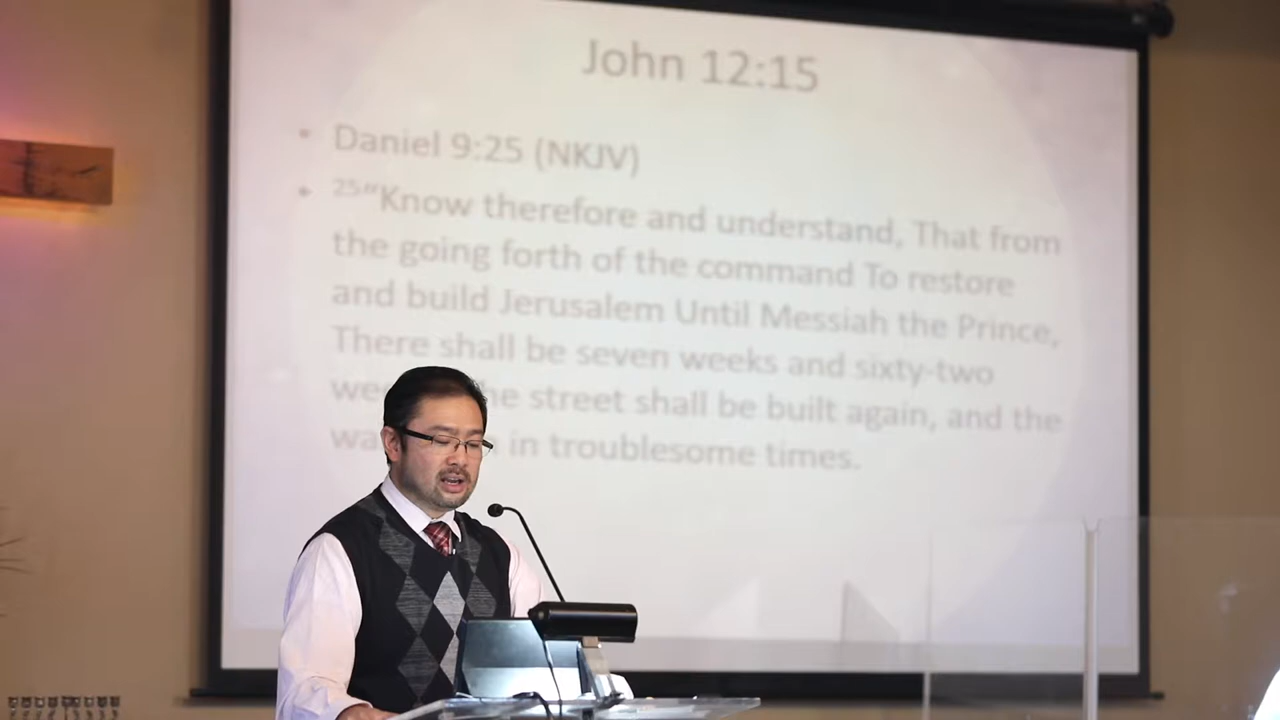 John 12:15
• Daniel 9:25 (NKJV)
• 25 “Know therefore and understand, That from
the going forth of the command To restore
and build Jerusalem Until Messiah the Prince,
There shall be seven weeks and sixty-two
street shall be built again, and the
in troublesome times.